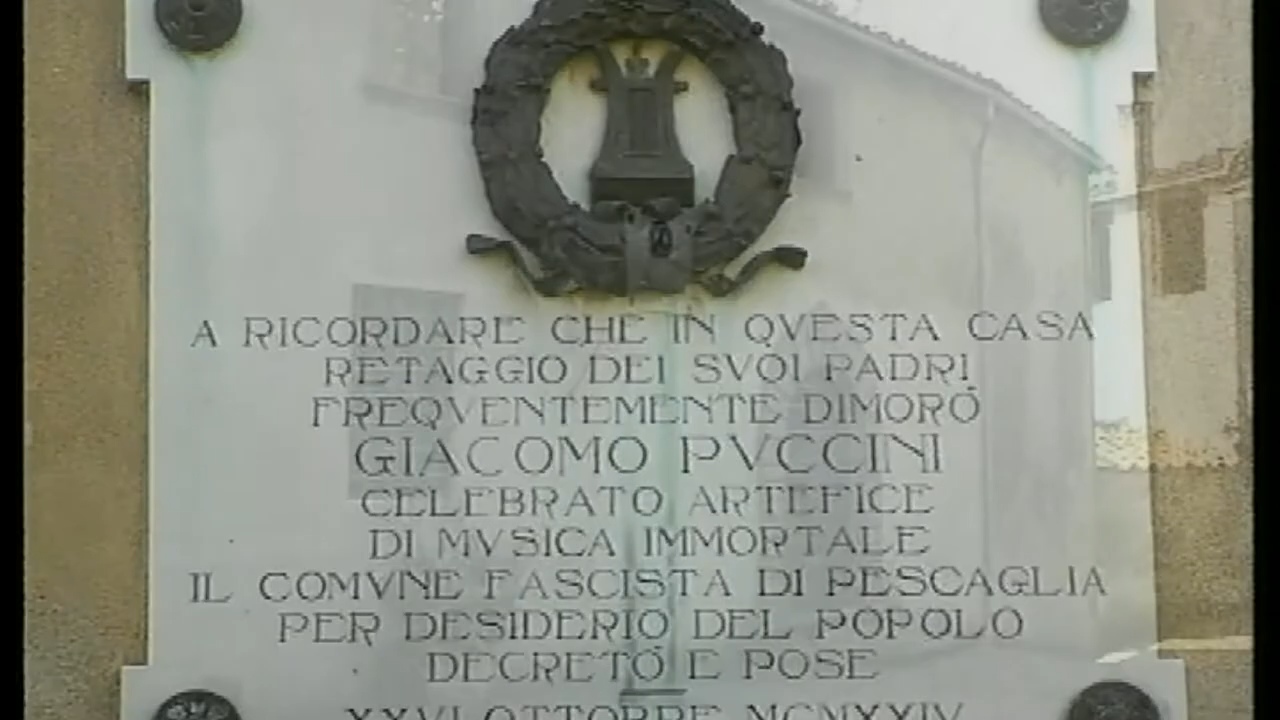 A RICORDARE CHE IN QVESTA CASA
RETAGGIO DEI SVOI PADRI
FREQVENTEMENTE DIMORÓ
GIACOMO PVCCINI
CELEBRATO ARTEFICE
DI MVSICA IMMORTALE
IL COMVNE FASCISTA DI PESCAGLIA
PER DESIDERIO DEL POPOLO
DECRETÓ E POSE
XXVI OTTOBRE MCMXXIV